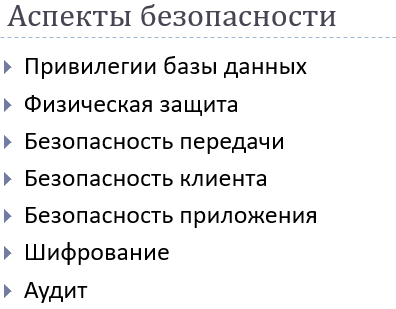 Аспекты безопасности
Привилегии базы данных
Физическая защита
Безопасность передачи
Безопасность клиента
Безопасность приложения
Шифрование
Аудит